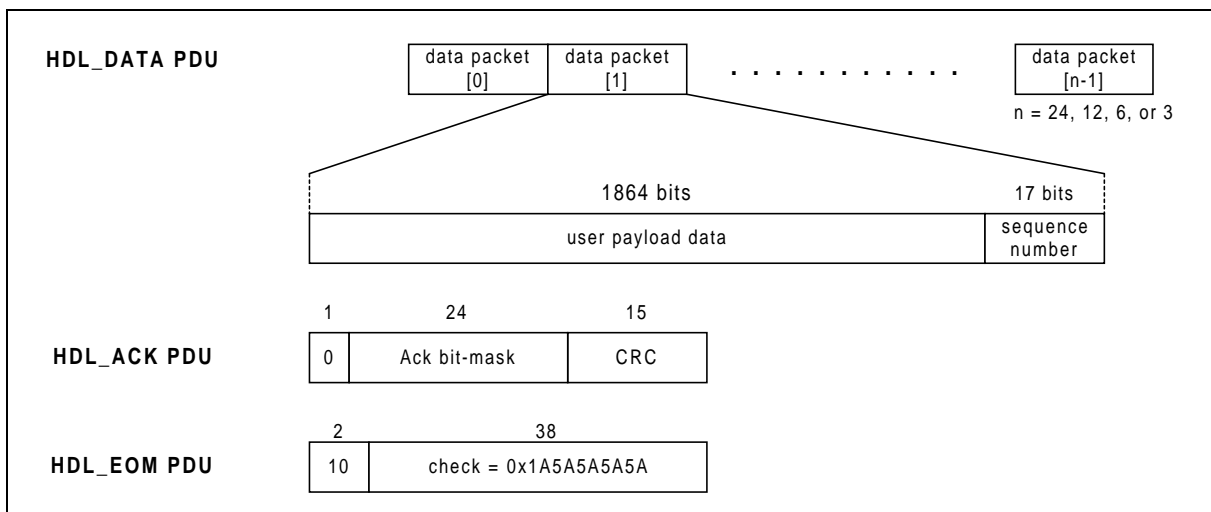 HDL_DATA PDU
data packet
[0]
data packet
[1]
. . . . . . . . . . .
data packet
[n-1]
n = 24, 12, 6, or 3
1864 bits
17 bits
user payload data
sequence
number
1
24
15
HDL_ACK PDU
0
Ack bit-mask
CRC
2
38
HDL_EOM PDU
10
check = 0x1A5A5A5A5A